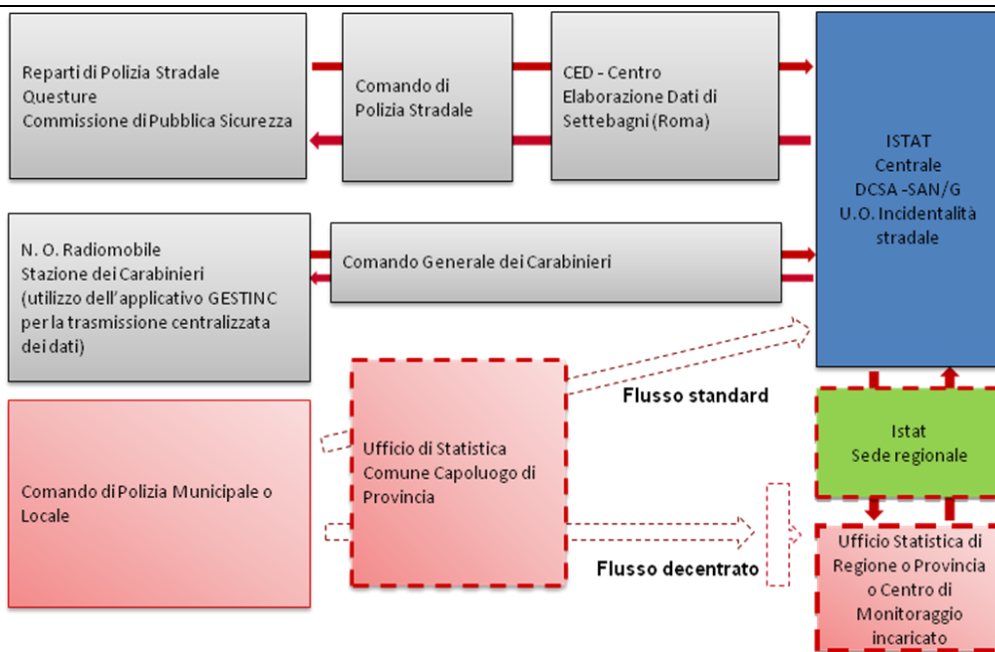 Reparti di Polizia Stradale
Questure
Commissione di Pubblica Sicurezza
Comando di
Polizia Stradale
CED - Centro
Elaborazione Dati di
Settebagni (Roma)
ISTAT
Centrale
DCSA -SAN/G
U.O. Incidentalità
stradale
N. O. Radiomobile
Stazione dei Carabinieri
(utilizzo dell'applicativo GESTINC
per la trasmissione centralizzata
dei dati)
Comando Generale dei Carabinieri
Flusso standard
Istat
Sede regionale
Comando di Polizia Municipale o
Locale
Ufficio di Statistica
Comune Capoluogo di
Provincia
Flusso decentrato
Ufficio Statistica di
Regione o Provincia
o Centro di
Monitoraggio
incaricato